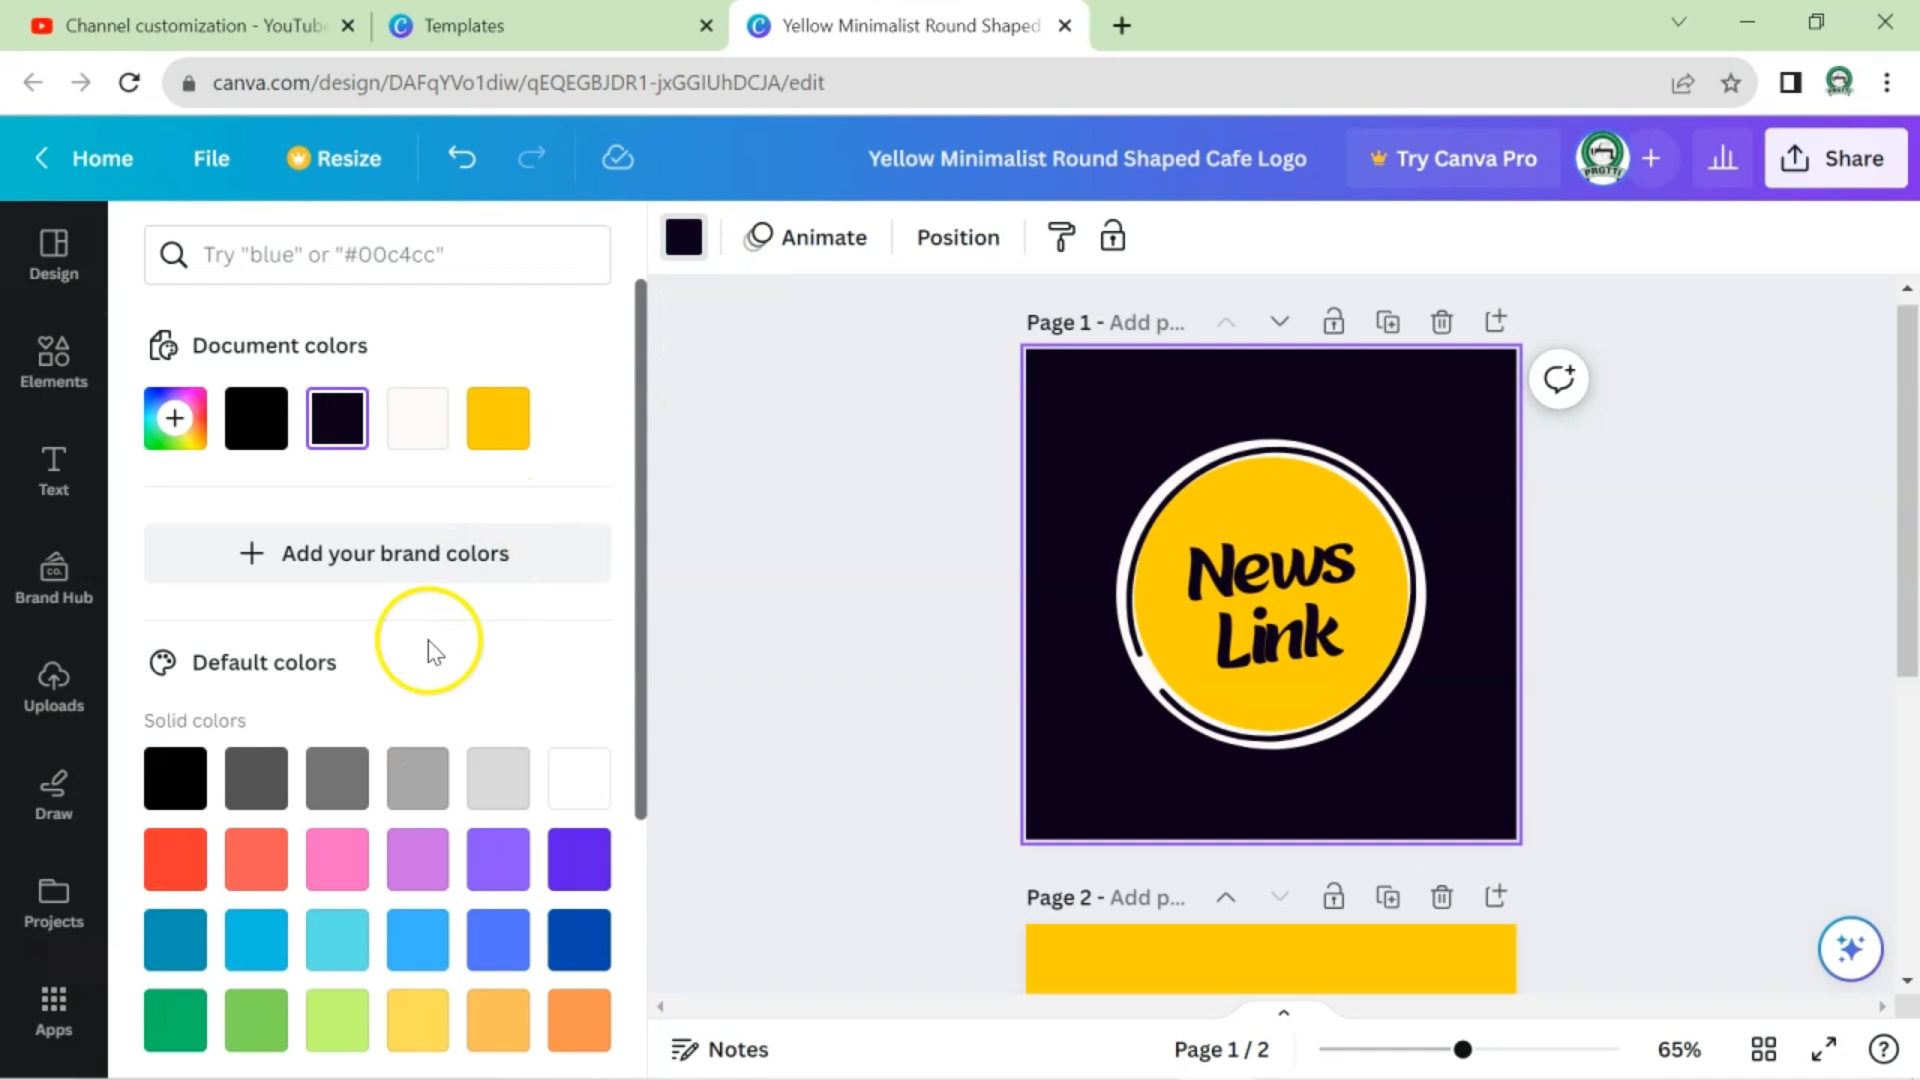 Channel customization - YouTub
Templates
Yellow Minimalist Round Shaped
canva.com/design/DAFqYVo1diw/qEQEGBJDR1-jxGGIUhDCJA/edit
Home
File
Resize
Yellow Minimalist Round Shaped Cafe Logo
Try Canva Pro
PRGTTI
Share
Design
Elements
Text
Brand Hub
CO.
Uploads
Draw
Projects
Apps
Try "blue" or "#00c4cc"
Document colors
Add your brand colors
Default colors
Solid colors
Animate
Position
Page 1 - Add p...
News
Link
Page 2 - Add p...
Notes
Page 1 / 2
65%